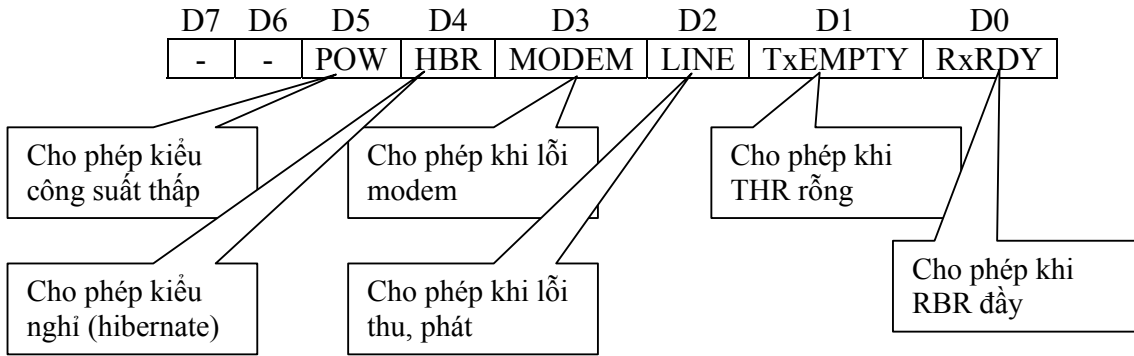 D7 D6 D5 D4 D3 D2 D1 D0
- - POW HBR MODEM LINE TxEMPTY RxRDY
Cho phép kiểu
công suất thấp
Cho phép khi lỗi
modem
Cho phép khi
THR rỗng
Cho phép kiểu
nghỉ (hibernate)
Cho phép khi lỗi
thu, phát
Cho phép khi
RBR đầy